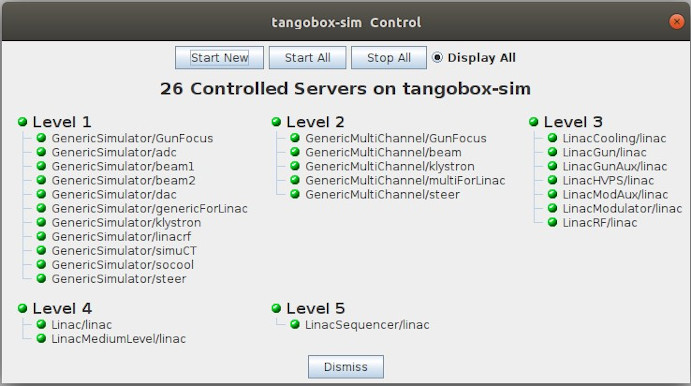 tangobox-sim Control
Start New Start All Stop All Display All
26 Controlled Servers on tangobox-sim
Level 1
GenericSimulator/GunFocus
GenericSimulator/adc
GenericSimulator/beam1
GenericSimulator/beam2
GenericSimulator/dac
GenericSimulator/genericForLinac
GenericSimulator/klystron
GenericSimulator/linacrf
GenericSimulator/simuCT
GenericSimulator/socool
GenericSimulator/steer
Level 2
GenericMultiChannel/GunFocus
GenericMultiChannel/beam
GenericMultiChannel/klystron
GenericMultiChannel/multiForLinac
GenericMultiChannel/steer
Level 3
LinacCooling/linac
LinacGun/linac
LinacGunAux/linac
LinacHVPS/linac
LinacModAux/linac
LinacModulator/linac
LinacRF/linac
Level 4
Linac/linac
LinacMediumLevel/linac
Level 5
LinacSequencer/linac
Dismiss